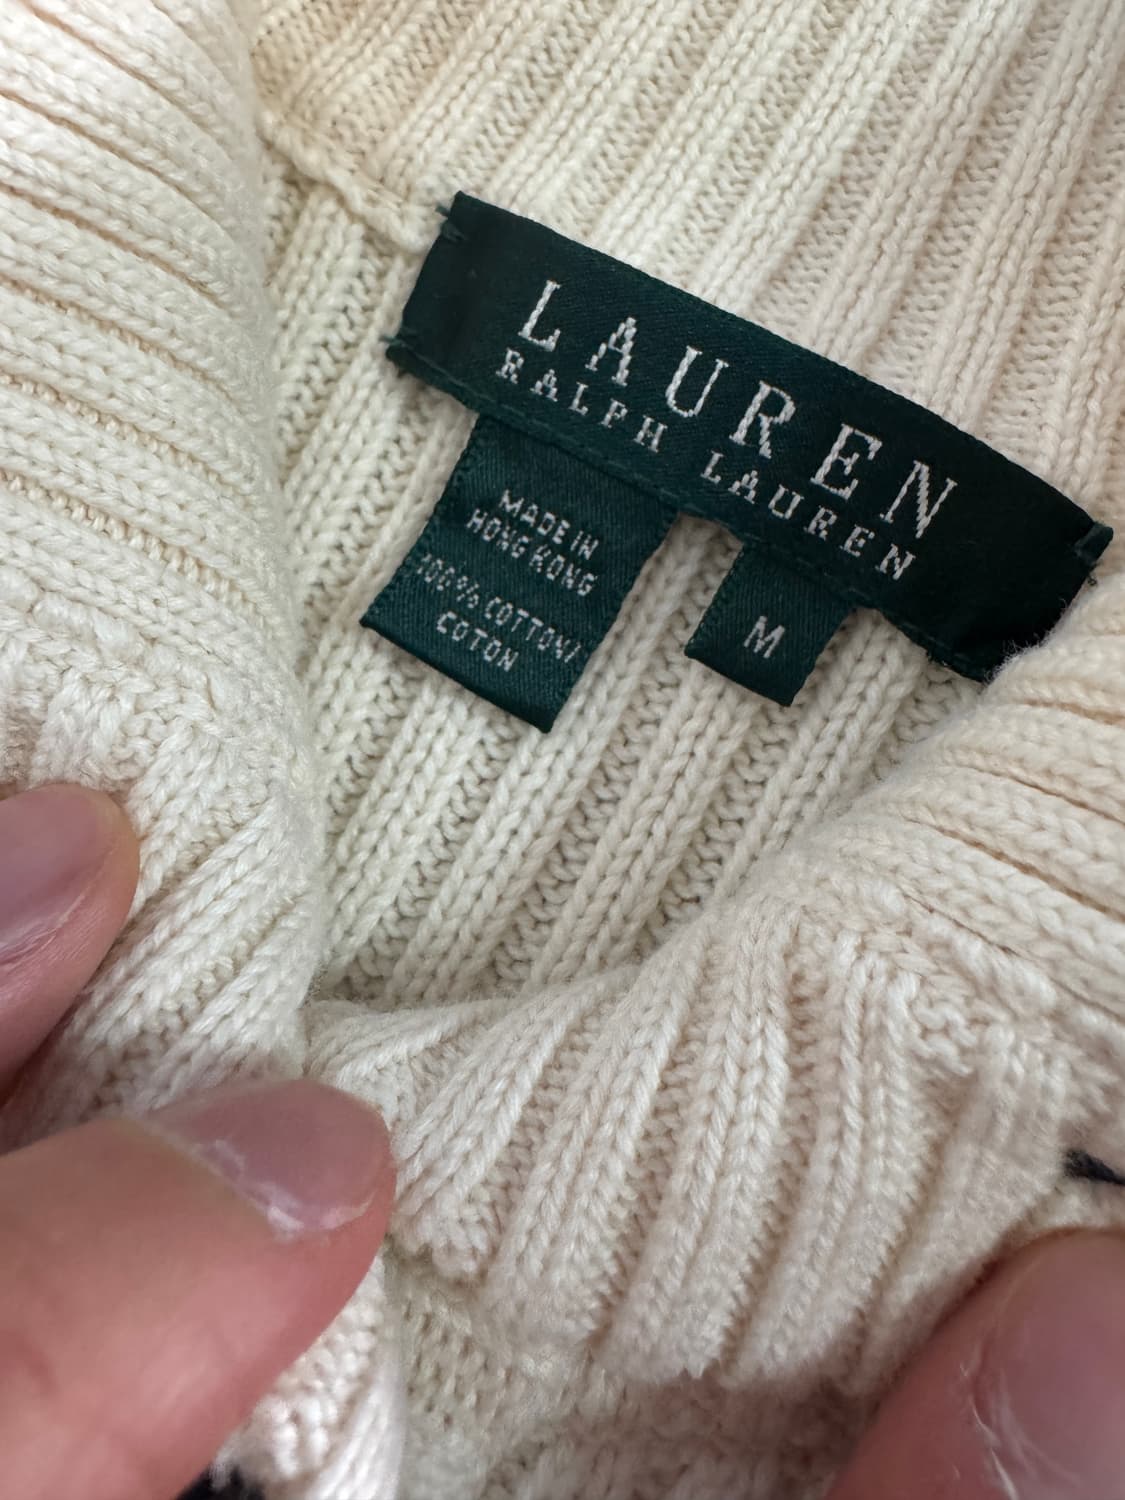 LAUREN
RALPH LAUREN
MADE IN
HONG KONG
100% COTTON/
COTON
M